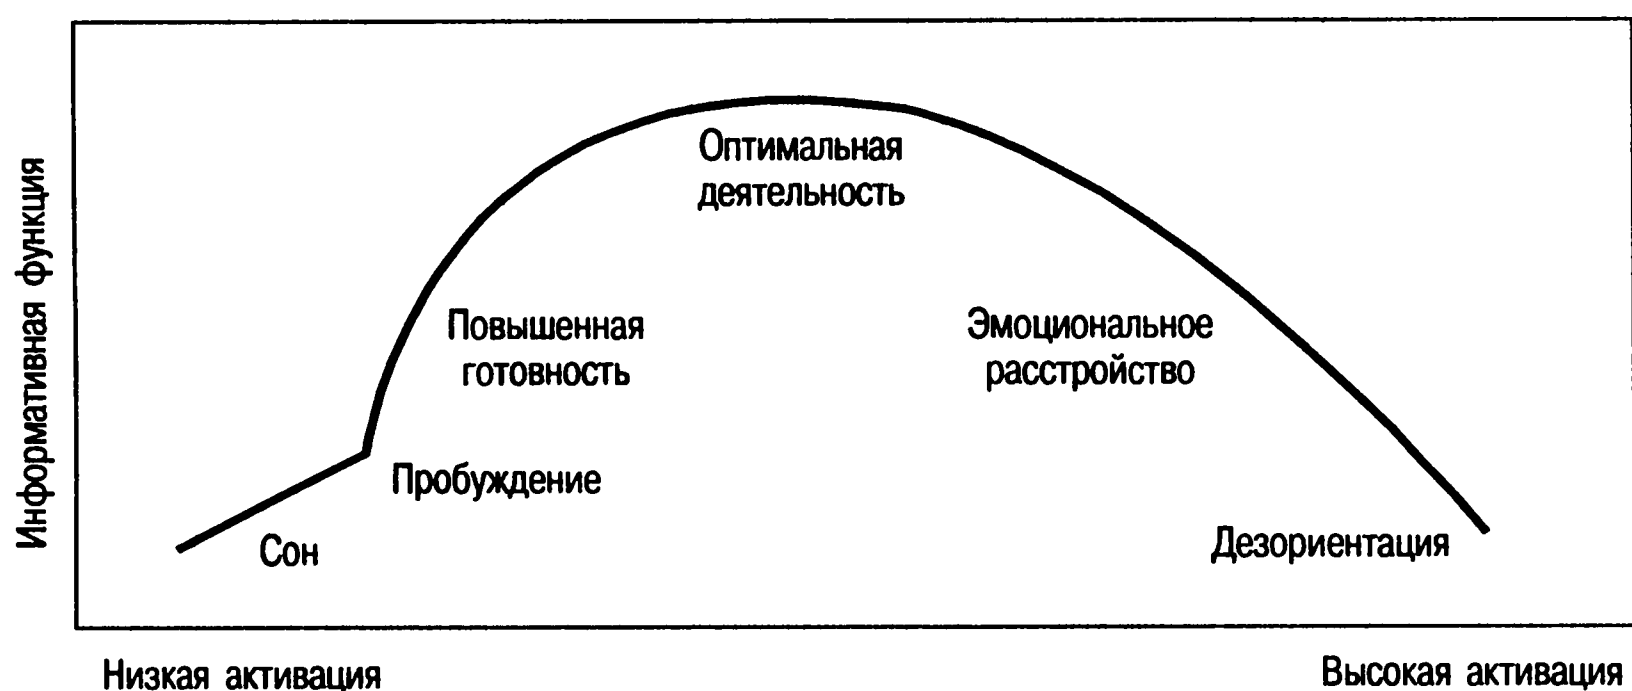 Информативная функция
Оптимальная
деятельность
Повышенная
готовность
Эмоциональное
расстройство
Пробуждение
Сон
Дезориентация
Низкая активация
Высокая активация